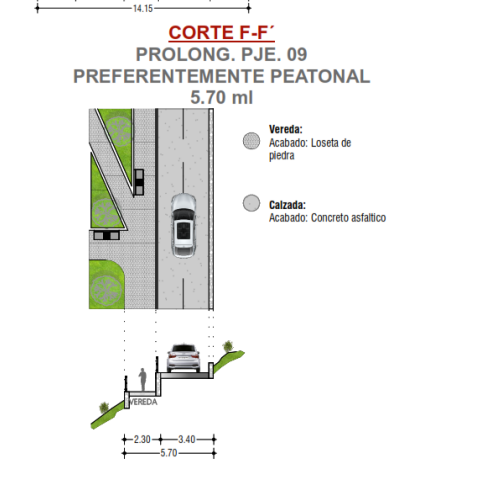 14.15
CORTE F-F´
PROLONG. PJE. 09
PREFERENTEMENTE PEATONAL
5.70 ml
Vereda:
Acabado: Loseta de
piedra
Calzada:
Acabado: Concreto asfaltico
VEREDA
2.30 3.40
5.70